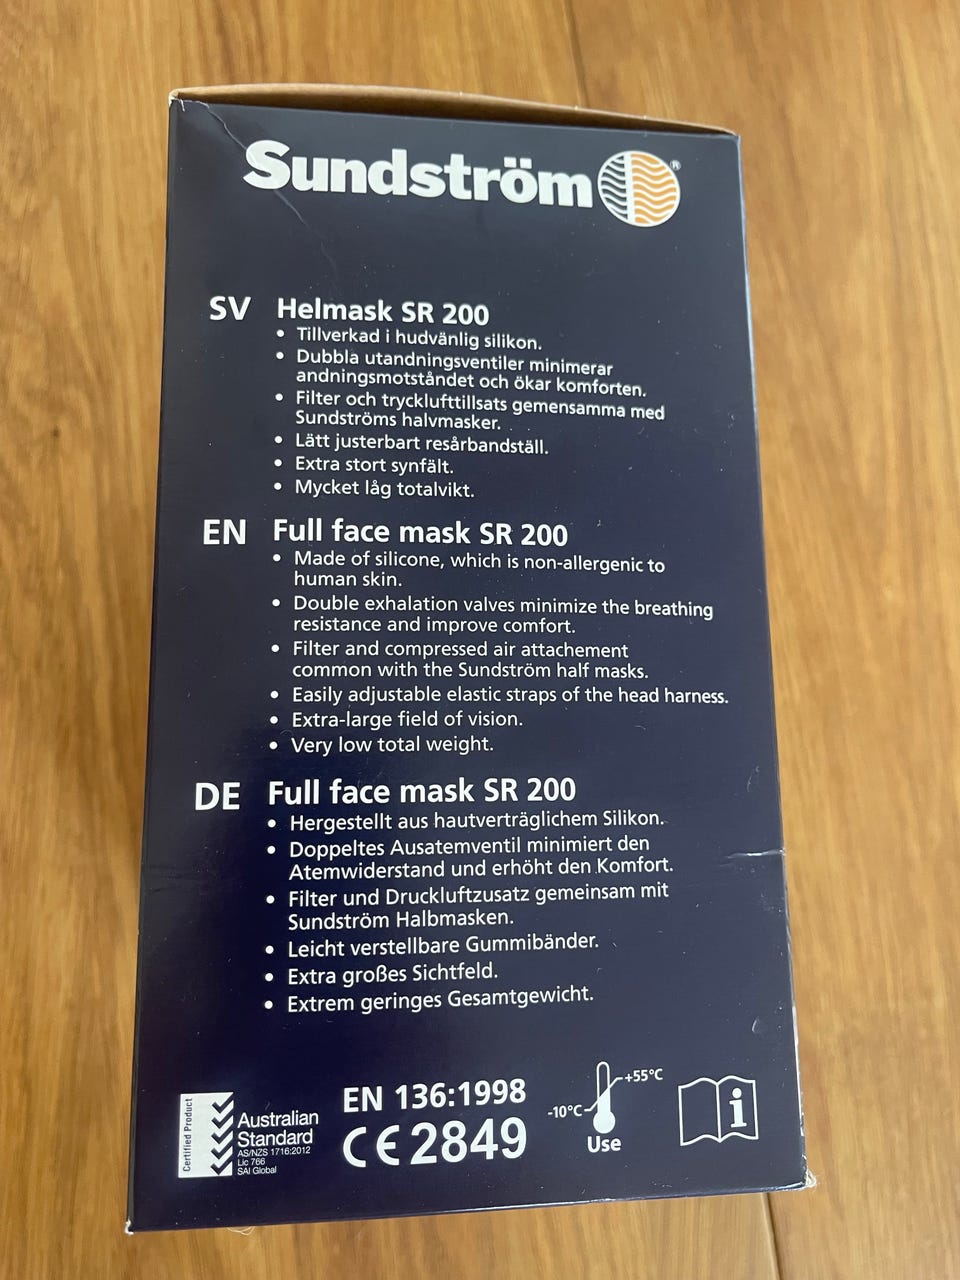 Sundström ®
SV Helmask SR 200
• Tillverkad i hudvänlig silikon.
• Dubbla utandningsventiler minimerar
andningsmotståndet och ökar komforten.
• Filter och trycklufttillsats gemensamma med
Sundströms halvmasker.
• Lätt justerbart resårbandställ.
• Extra stort synfält.
• Mycket låg totalvikt.
EN Full face mask SR 200
• Made of silicone, which is non-allergenic to
human skin.
• Double exhalation valves minimize the breathing
resistance and improve comfort.
• Filter and compressed air attachement
common with the Sundström half masks.
• Easily adjustable elastic straps of the head harness.
• Extra-large field of vision.
• Very low total weight.
DE Full face mask SR 200
• Hergestellt aus hautverträglichem Silikon.
• Doppeltes Ausatemventil minimiert den
Atemwiderstand und erhöht den Komfort.
• Filter und Druckluftzusatz gemeinsam mit
Sundström Halbmasken.
• Leicht verstellbare Gummibänder.
• Extra großes Sichtfeld.
• Extrem geringes Gesamtgewicht.
Certified Product
Australian
Standard
AS/NZS 1716:2012
Lic 766
SAI Global
EN 136:1998
CE 2849
+55°C
-10°C
Use
i